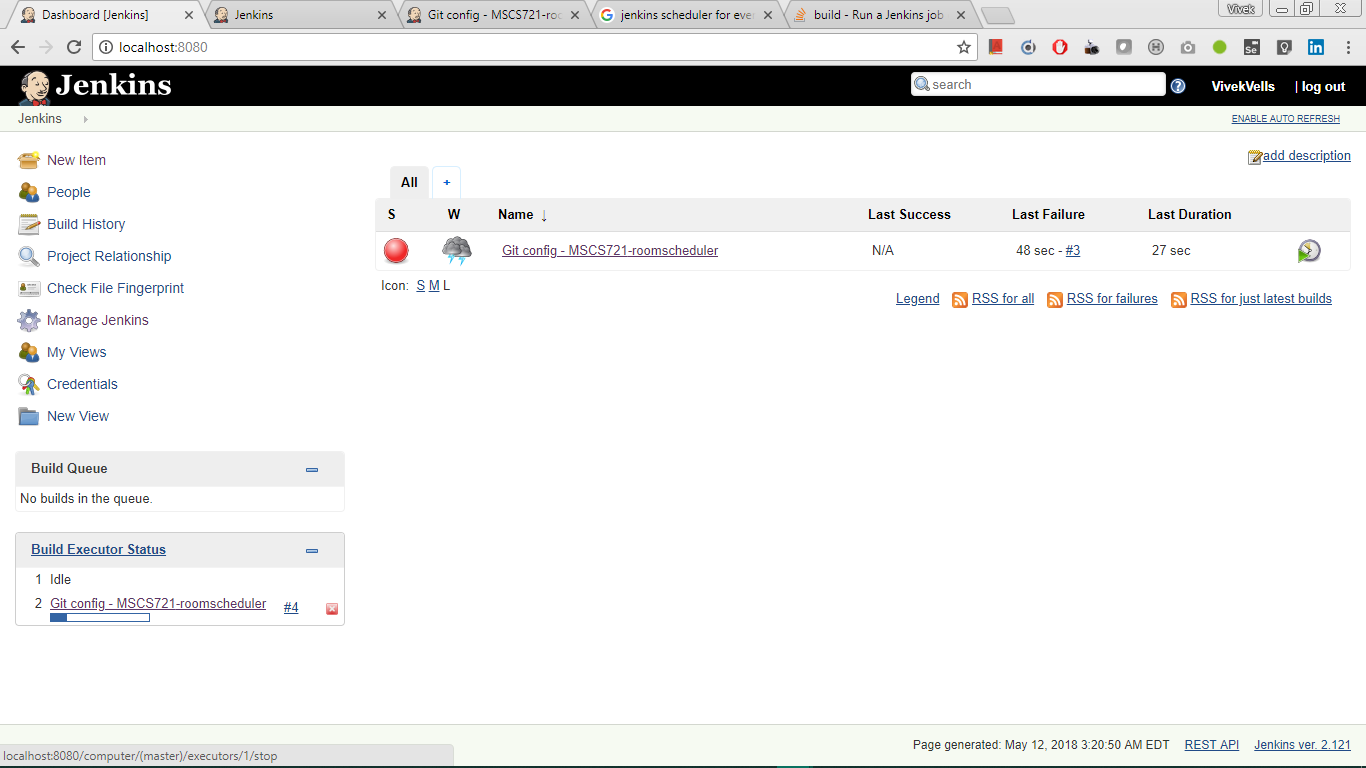 Dashboard [Jenkins] Jenkins Git config - MSCS721-roo jenkins scheduler for eve build - Run a Jenkins job Vivek
localhost:8080
Jenkins search VivekVells | log out
Jenkins ENABLE AUTO REFRESH
add description
New Item
People
Build History
Project Relationship
Check File Fingerprint
Manage Jenkins
My Views
Credentials
New View
All +
S W Name ↓ Last Success Last Failure Last Duration
Git config - MSCS721-roomscheduler N/A 48 sec - #3 27 sec
Icon: S M L
Legend RSS for all RSS for failures RSS for just latest builds
Build Queue
No builds in the queue.
Build Executor Status
1 Idle
2 Git config - MSCS721-roomscheduler #4
Page generated: May 12, 2018 3:20:50 AM EDT REST API Jenkins ver. 2.121
localhost:8080/computer/(master)/executors/1/stop